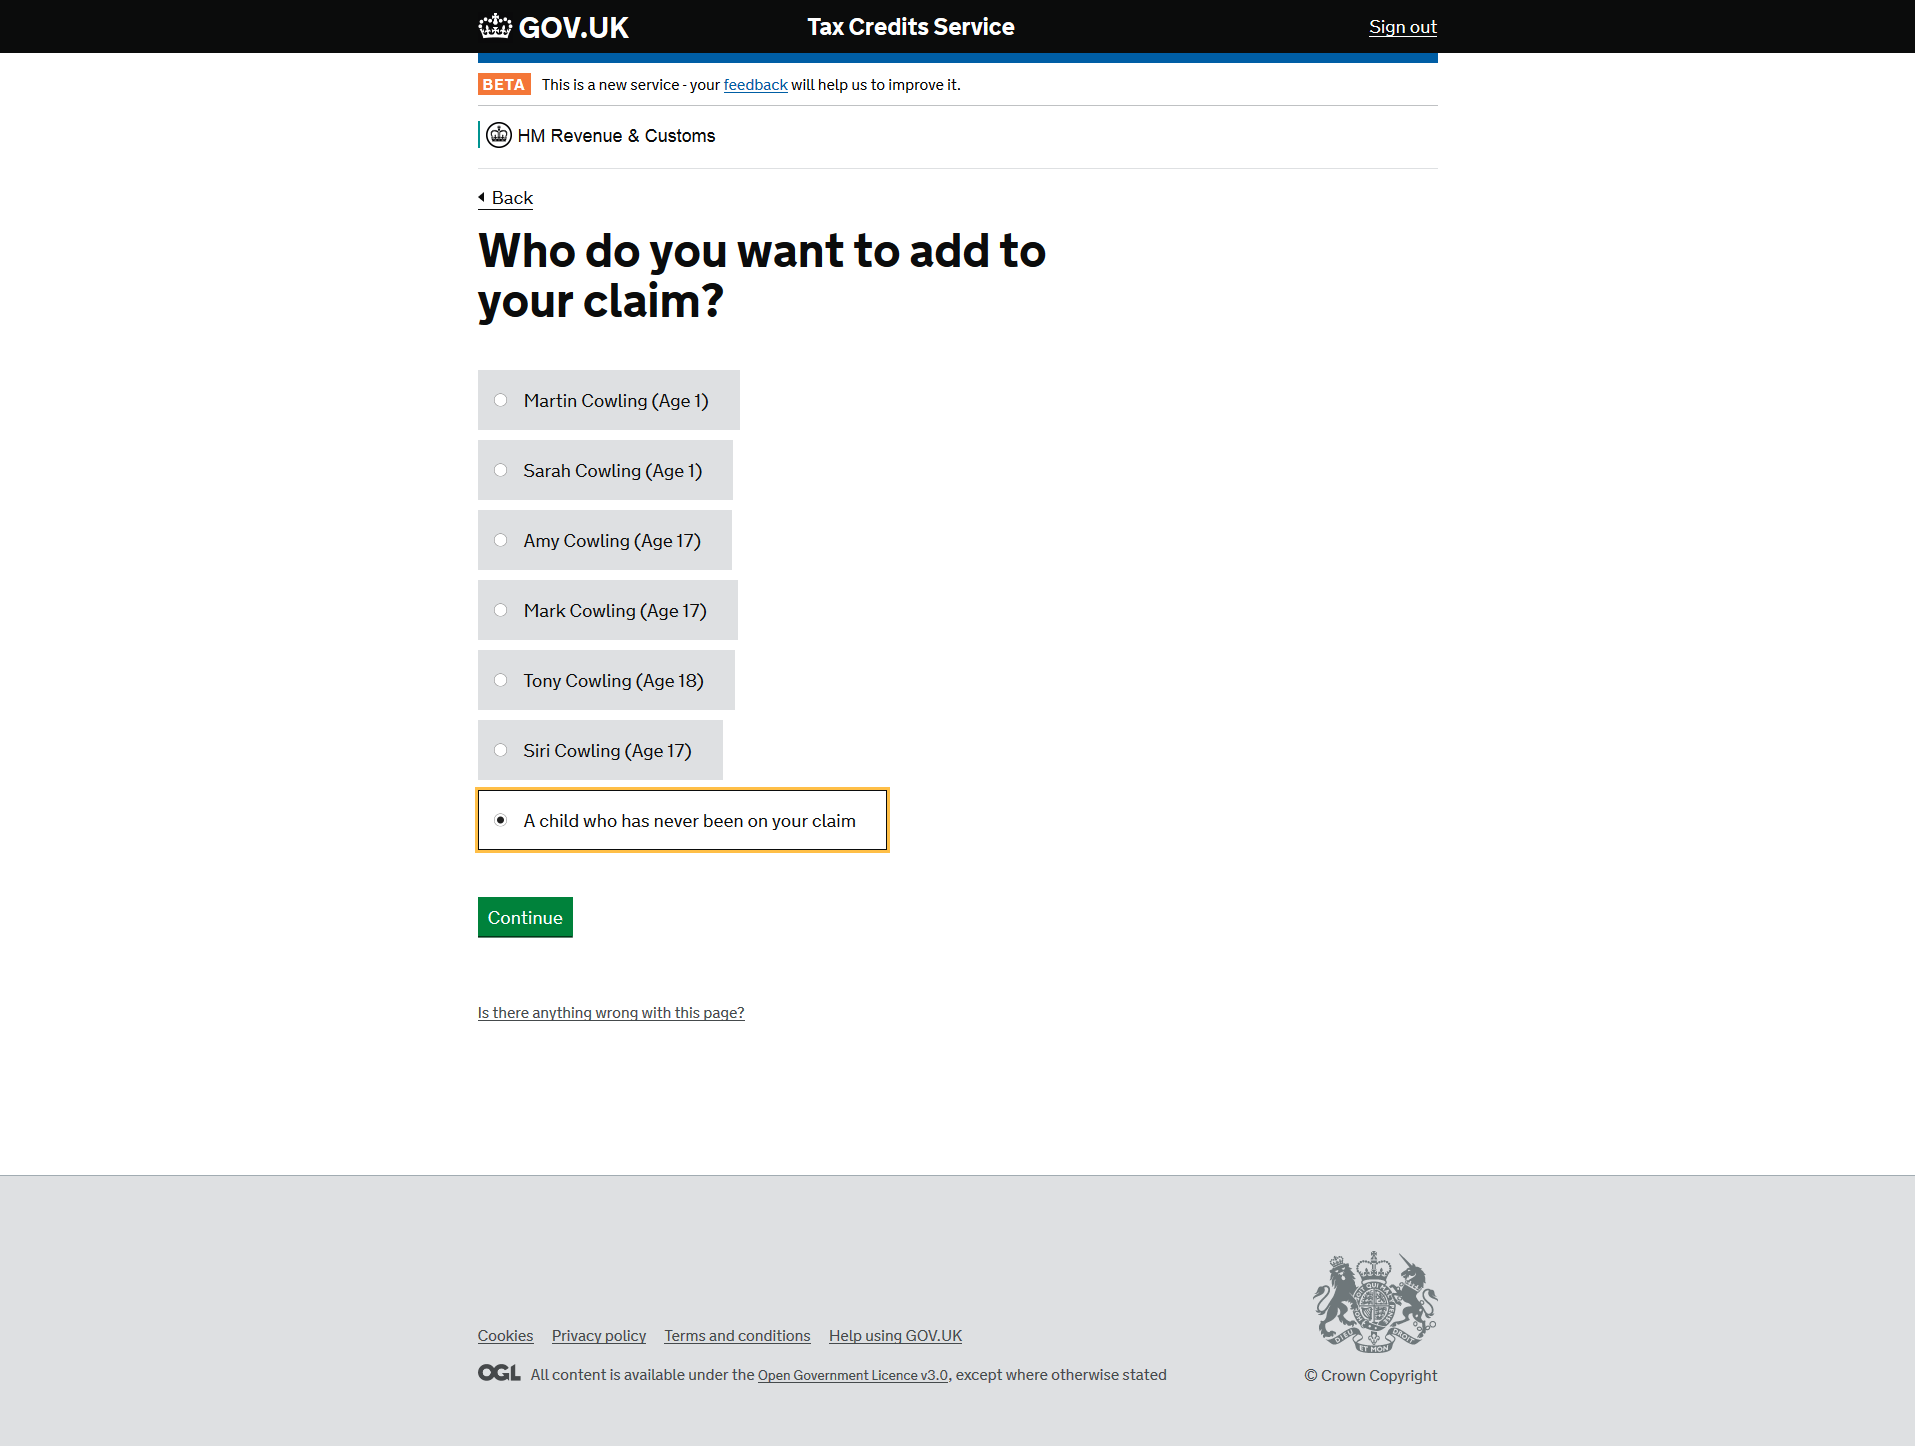 GOV.UK
Tax Credits Service
Sign out
BETA This is a new service - your feedback will help us to improve it.
HM Revenue & Customs
Back
Who do you want to add to
your claim?
Martin Cowling (Age 1)
Sarah Cowling (Age 1)
Amy Cowling (Age 17)
Mark Cowling (Age 17)
Tony Cowling (Age 18)
Siri Cowling (Age 17)
A child who has never been on your claim
Continue
Is there anything wrong with this page?
Cookies Privacy policy Terms and conditions Help using GOV.UK
OGL All content is available under the Open Government Licence v3.0, except where otherwise stated
DIEU ET MON DROIT
© Crown Copyright